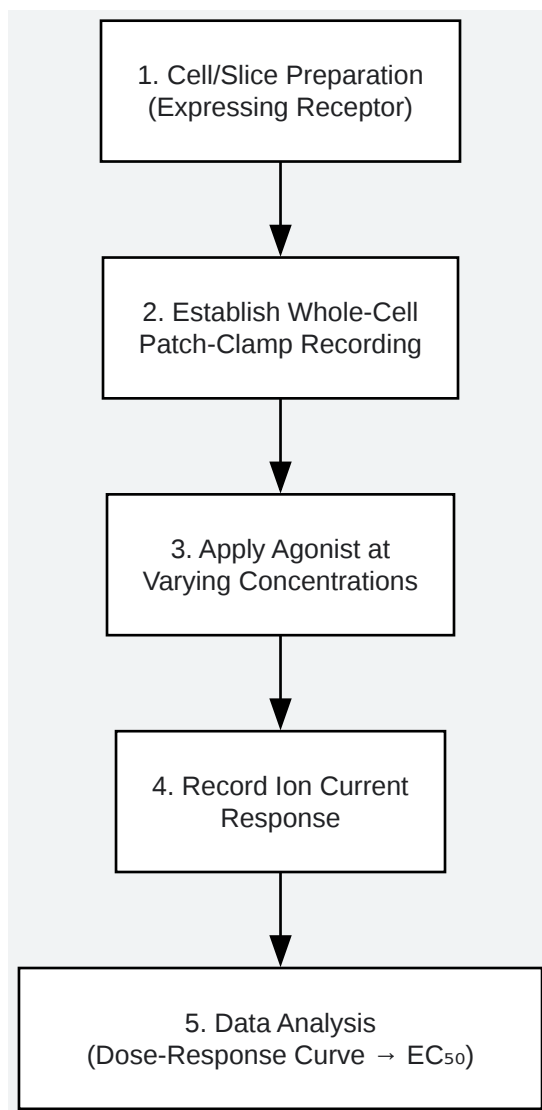 1. Cell/Slice Preparation
(Expressing Receptor)
2. Establish Whole-Cell
Patch-Clamp Recording
3. Apply Agonist at
Varying Concentrations
4. Record Ion Current
Response
5. Data Analysis
(Dose-Response Curve → EC₅₀)